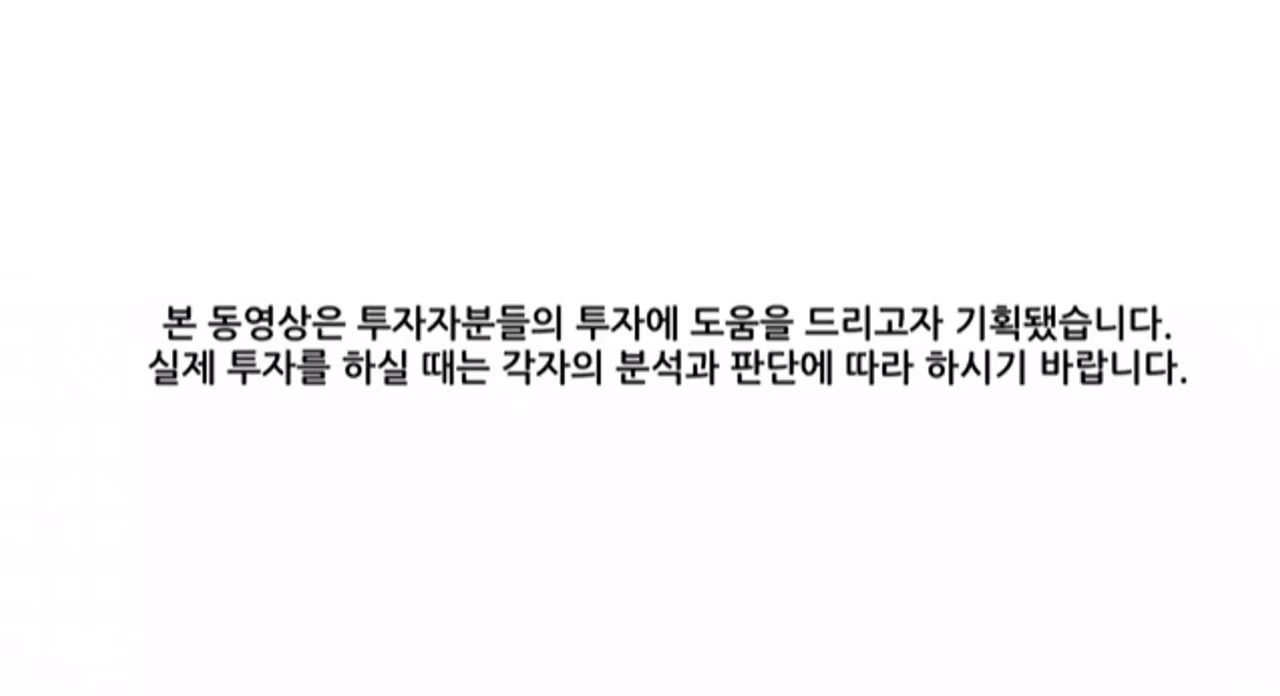 본 동영상은 투자자분들의 투자에 도움을 드리고자 기획됐습니다.
실제 투자를 하실 때는 각자의 분석과 판단에 따라 하시기 바랍니다.